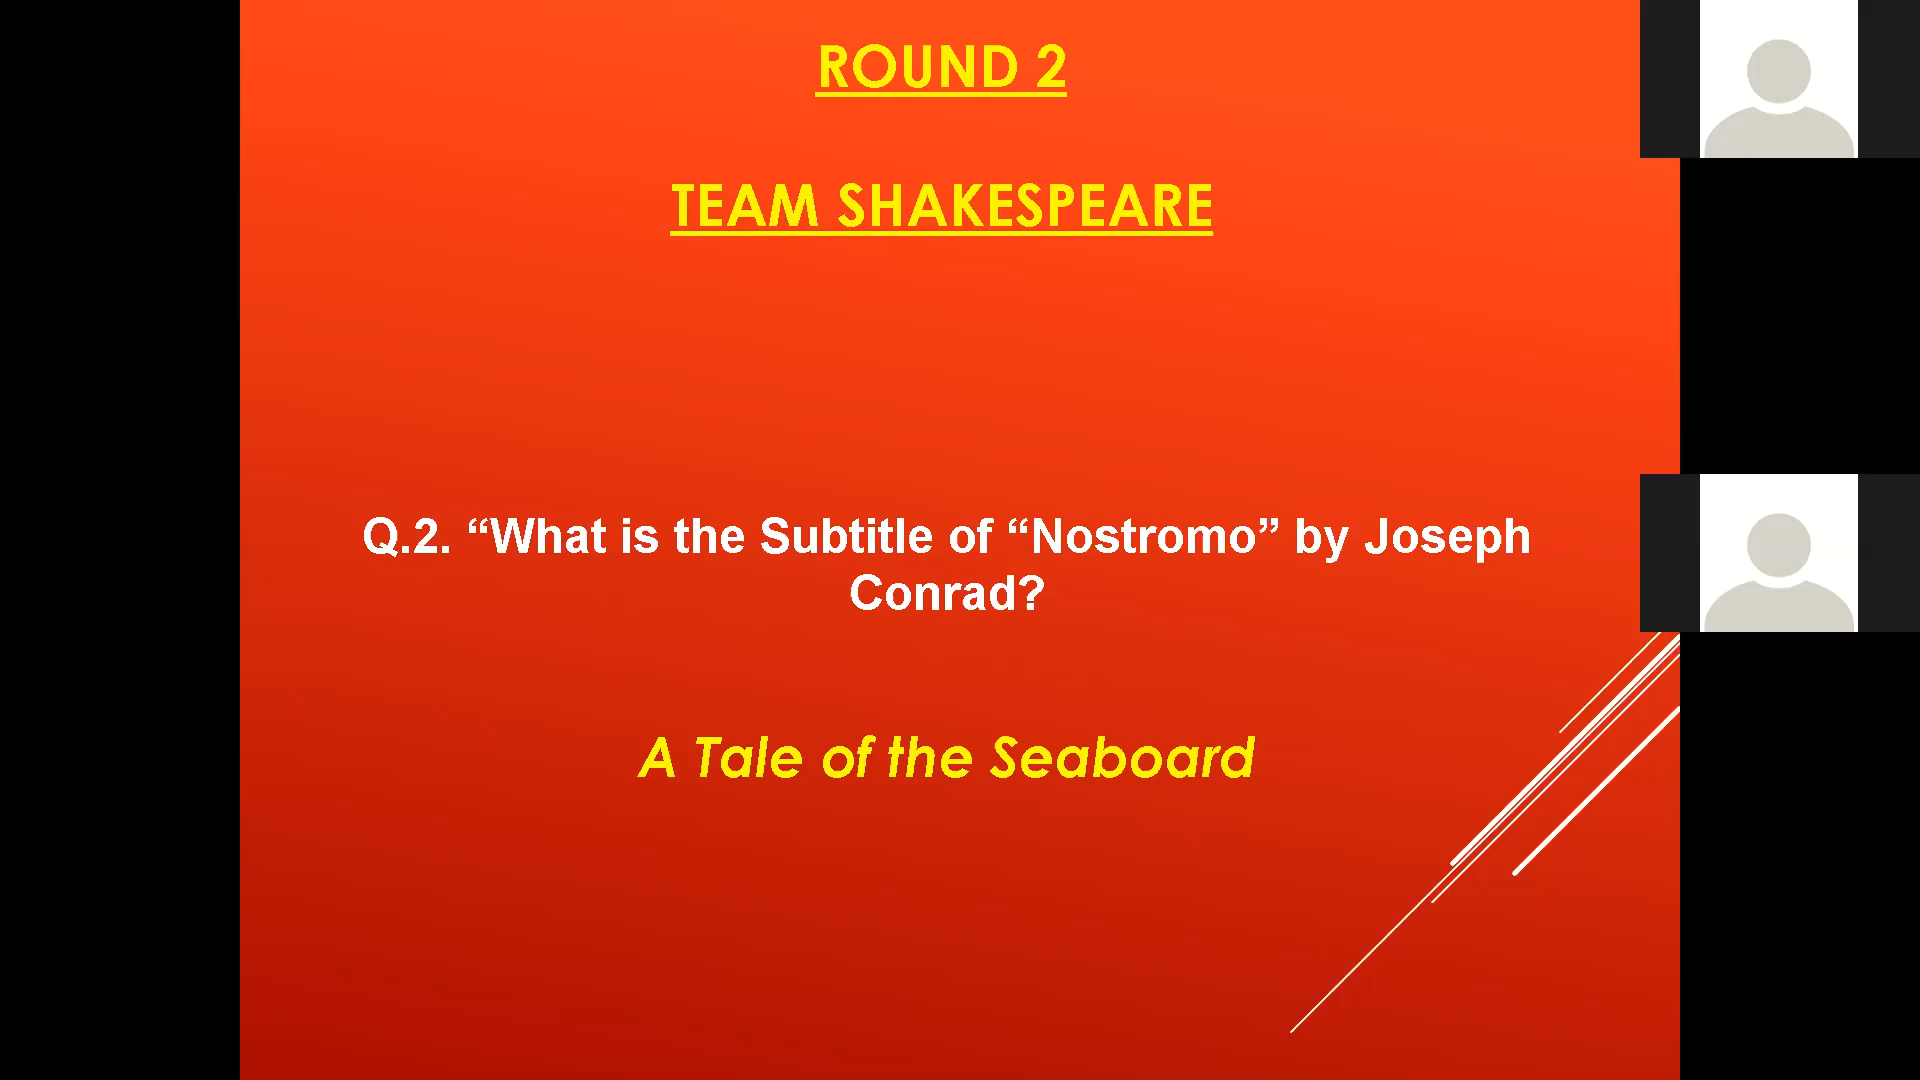 ROUND 2
TEAM SHAKESPEARE
Q.2. “What is the Subtitle of “Nostromo” by Joseph
Conrad?
A Tale of the Seaboard